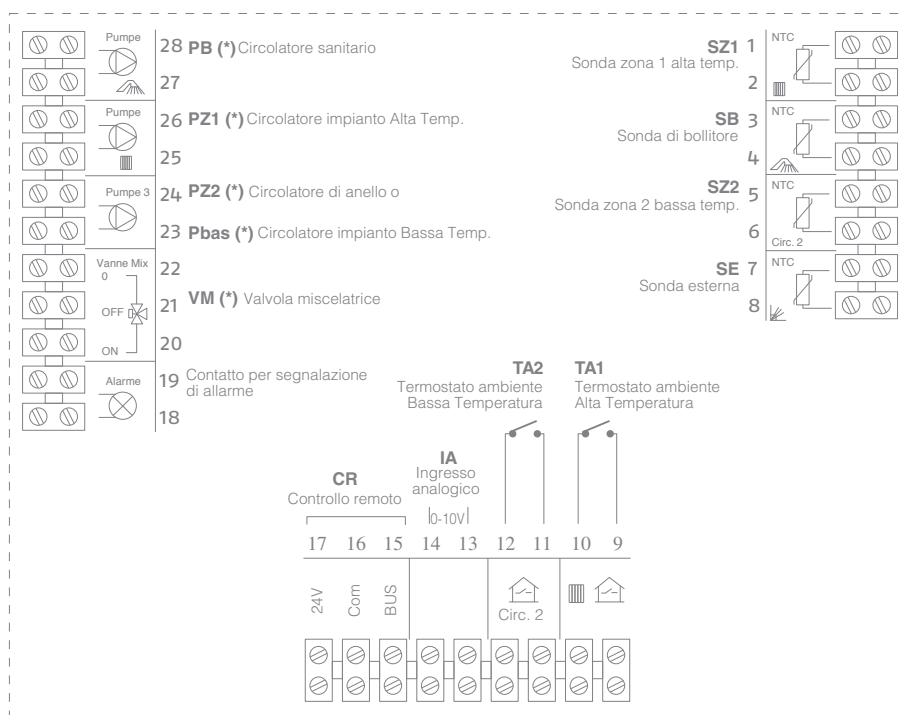 Pumpe
28 PB (*) Circolatore sanitario
27
Pumpe
26 PZ1 (*) Circolatore impianto Alta Temp.
25
Pumpe 3
24 PZ2 (*) Circolatore di anello o
23 Pbas (*) Circolatore impianto Bassa Temp.
Vanne Mix
0
22
OFF
21 VM (*) Valvola miscelatrice
20
ON
Alarme
19 Contatto per segnalazione
di allarme
18
SZ1 1 NTC
Sonda zona 1 alta temp.
2
SB 3 NTC
Sonda di bollitore
4
SZ2 5 NTC
Sonda zona 2 bassa temp.
6
Circ. 2
SE 7 NTC
Sonda esterna
8
TA2
Termostato ambiente
Bassa Temperatura
TA1
Termostato ambiente
Alta Temperatura
IA
Ingresso
analogico
0-10V
CR
Controllo remoto
17 16 15 14 13 12 11 10 9
24V
Com
BUS
Circ. 2